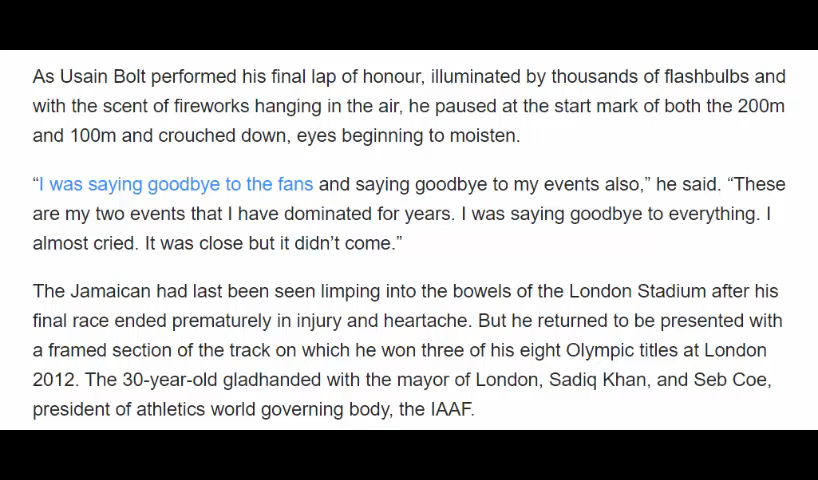 As Usain Bolt performed his final lap of honour, illuminated by thousands of flashbulbs and
with the scent of fireworks hanging in the air, he paused at the start mark of both the 200m
and 100m and crouched down, eyes beginning to moisten.
“I was saying goodbye to the fans and saying goodbye to my events also,” he said. “These
are my two events that I have dominated for years. I was saying goodbye to everything. I
almost cried. It was close but it didn’t come.”
The Jamaican had last been seen limping into the bowels of the London Stadium after his
final race ended prematurely in injury and heartache. But he returned to be presented with
a framed section of the track on which he won three of his eight Olympic titles at London
2012. The 30-year-old gladhanded with the mayor of London, Sadiq Khan, and Seb Coe,
president of athletics world governing body, the IAAF.